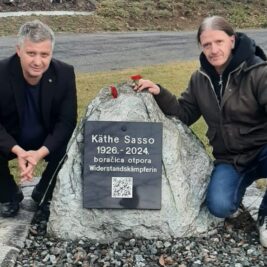 Käthe Sasso
1926.-2024.
boračica otpora
Widerstandskämpferin